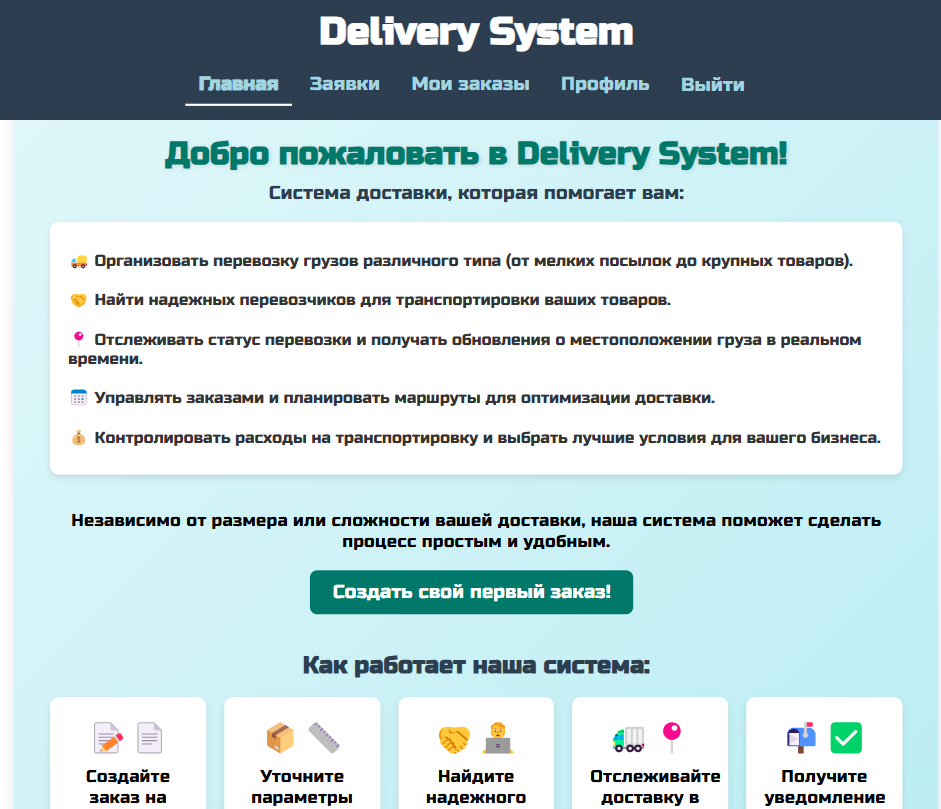 Delivery System
Главная Заявки Мои заказы Профиль Выйти
Добро пожаловать в Delivery System!
Система доставки, которая помогает вам:
Организовать перевозку грузов различного типа (от мелких посылок до крупных товаров).
Найти надежных перевозчиков для транспортировки ваших товаров.
Отслеживать статус перевозки и получать обновления о местоположении груза в реальном
времени.
Управлять заказами и планировать маршруты для оптимизации доставки.
Контролировать расходы на транспортировку и выбрать лучшие условия для вашего бизнеса.
Независимо от размера или сложности вашей доставки, наша система поможет сделать
процесс простым и удобным.
Создать свой первый заказ!
Как работает наша система:
Создайте
заказ на
Уточните
параметры
Найдите
надежного
Отслеживайте
доставку в
Получите
уведомление